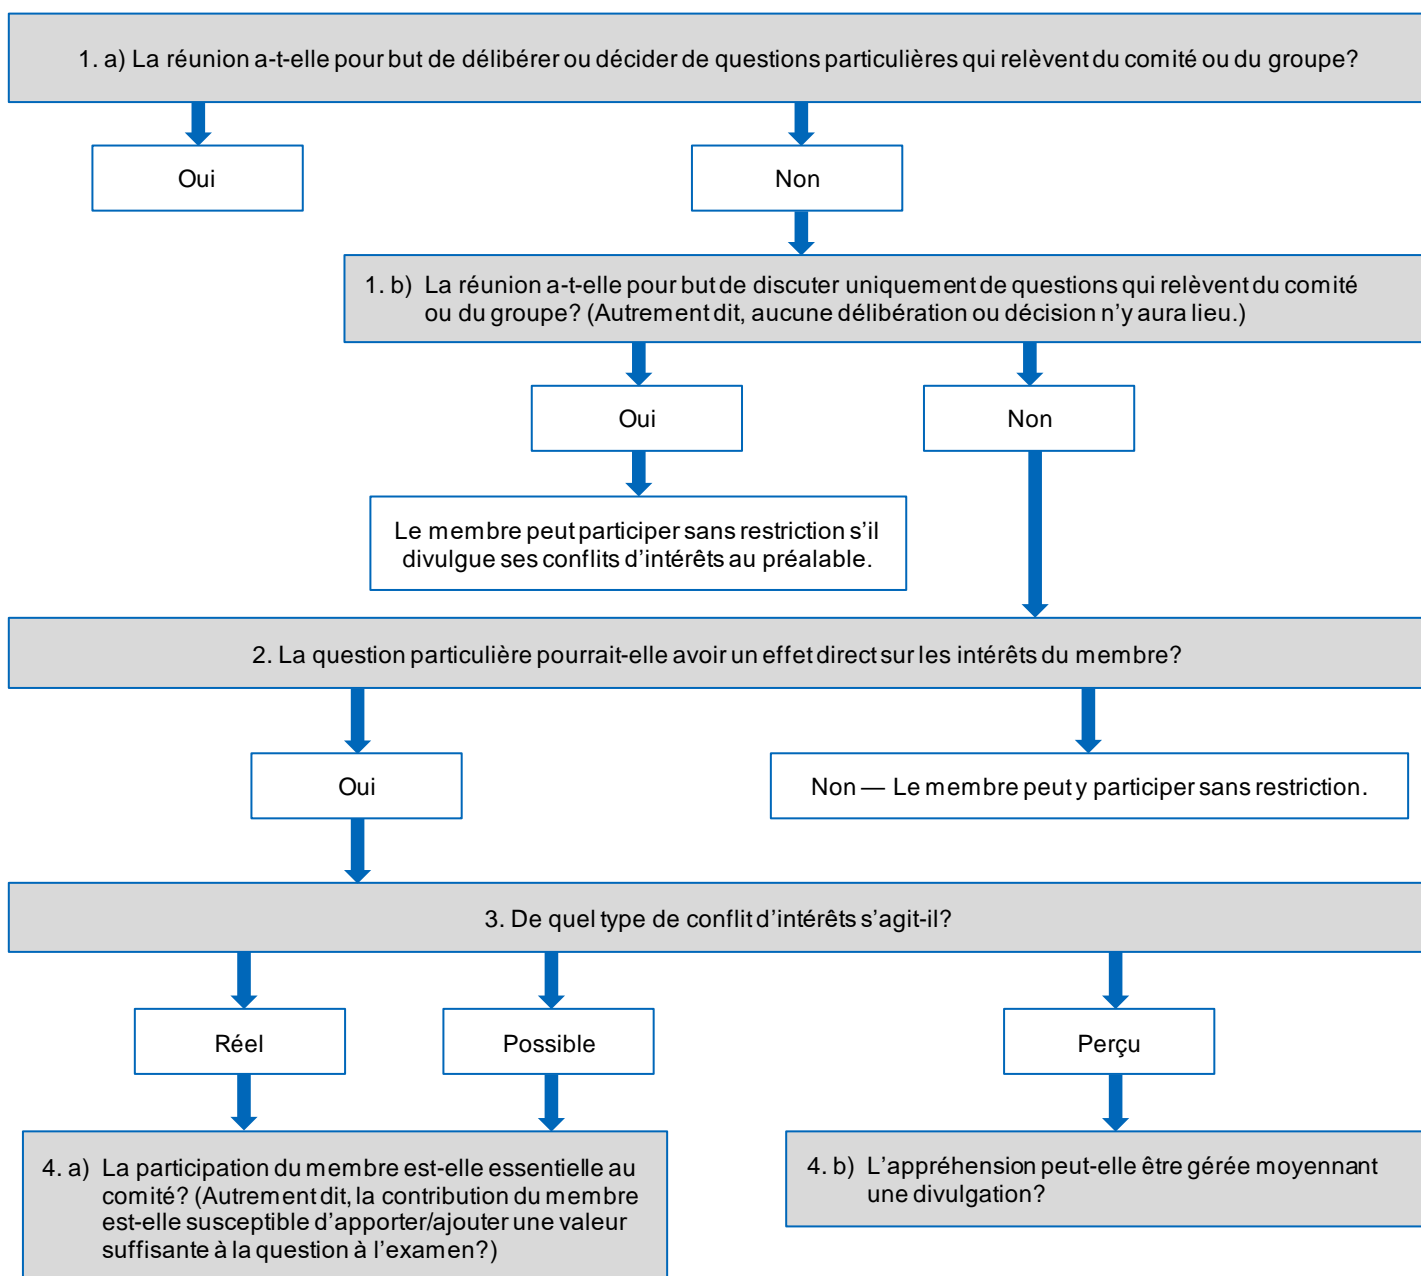 1. a) La réunion a-t-elle pour but de délibérer ou décider de questions particulières qui relèvent du comité ou du groupe?
Oui
Non
1. b) La réunion a-t-elle pour but de discuter uniquement de questions qui relèvent du comité
ou du groupe? (Autrement dit, aucune délibération ou décision n’y aura lieu.)
Oui
Non
Le membre peut participer sans restriction s’il
divulgue ses conflits d’intérêts au préalable.
2. La question particulière pourrait-elle avoir un effet direct sur les intérêts du membre?
Oui
Non — Le membre peut y participer sans restriction.
3. De quel type de conflit d’intérêts s’agit-il?
Réel
Possible
Perçu
4. a) La participation du membre est-elle essentielle au
comité? (Autrement dit, la contribution du membre
est-elle susceptible d’apporter/ajouter une valeur
suffisante à la question à l’examen?)
4. b) L’appréhension peut-elle être gérée moyennant
une divulgation?